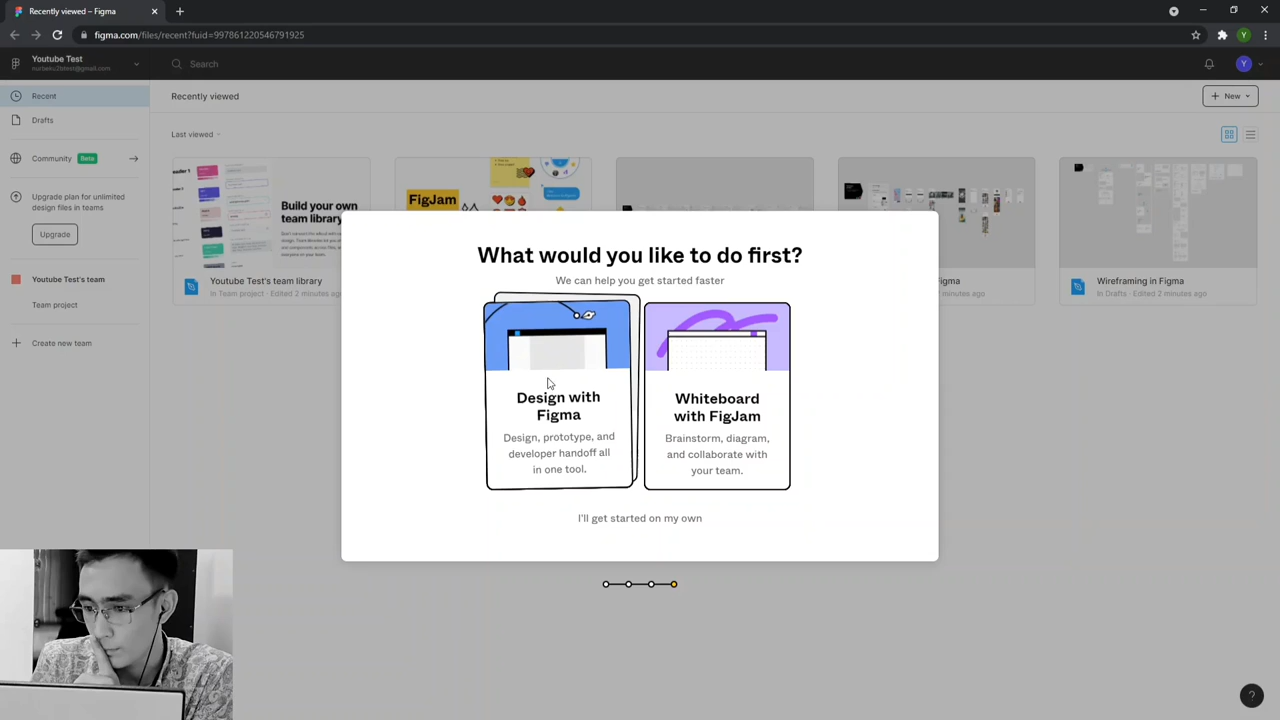 Recently viewed – Figma
figma.com/files/recent?fuid=997861220546791925
Youtube Test
Search
Y
Recent
Recently viewed
New
Drafts
Last viewed
Community Beta
Upgrade plan for unlimited
design files in teams
Upgrade
Build your own
team library
FigJam
Youtube Test's team library
In Team project · Edited 2 minutes ago
Figma
ago
Wireframing in Figma
In Drafts · Edited 2 minutes ago
Youtube Test's team
Team project
Create new team
What would you like to do first?
We can help you get started faster
Design with
Figma
Design, prototype, and
developer handoff all
in one tool.
Whiteboard
with FigJam
Brainstorm, diagram,
and collaborate with
your team.
I'll get started on my own
?